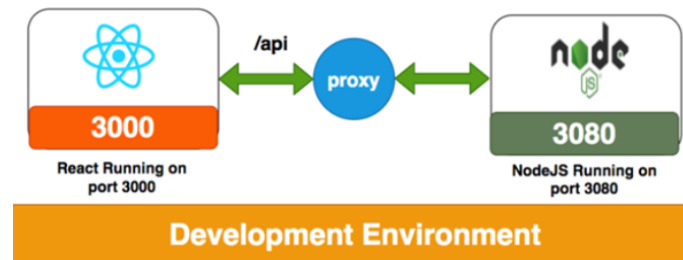 /api
proxy
node
JS
3000
3080
React Running on
port 3000
NodeJS Running on
port 3080
Development Environment